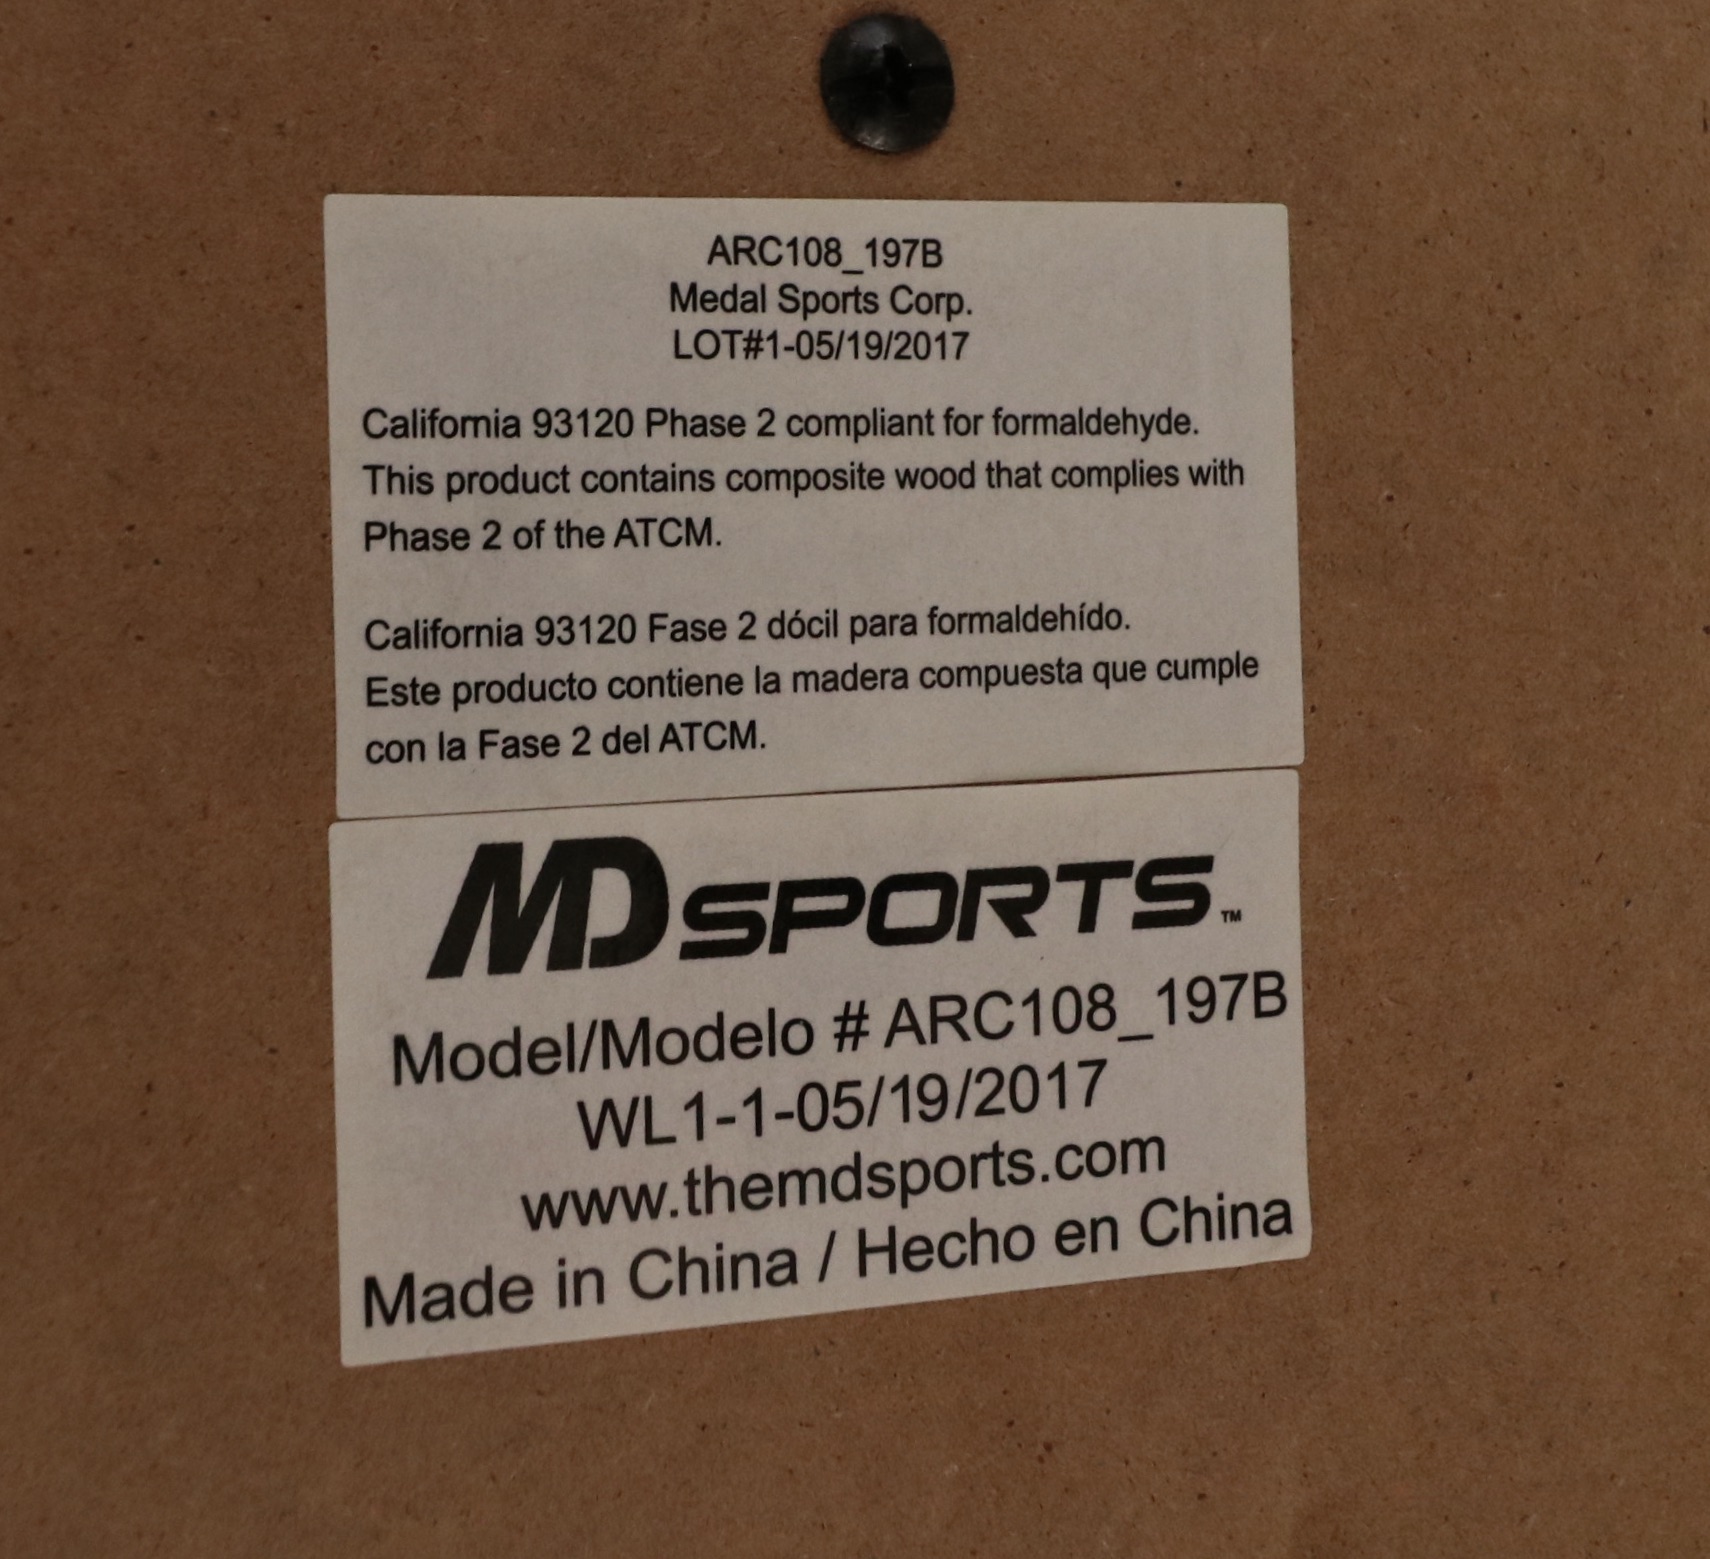 ARC108_197B
Medal Sports Corp.
LOT#1-05/19/2017
California 93120 Phase 2 compliant for formaldehyde.
This product contains composite wood that complies with
Phase 2 of the ATCM.
California 93120 Fase 2 dócil para formaldehído.
Este producto contiene la madera compuesta que cumple
con la Fase 2 del ATCM.
MD SPORTS™
Model/Modelo # ARC108_197B
WL1-1-05/19/2017
www.themdsports.com
Made in China / Hecho en China